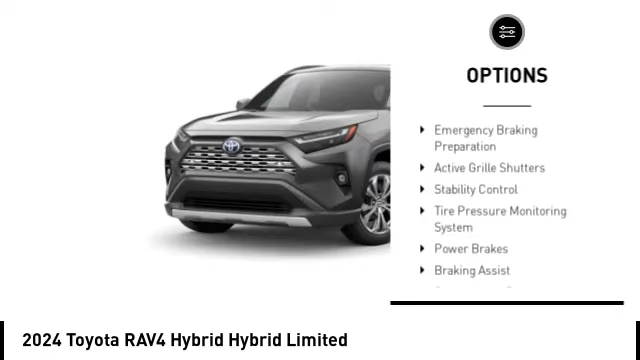 OPTIONS
Emergency Braking
Preparation
Active Grille Shutters
Stability Control
Tire Pressure Monitoring
System
Power Brakes
Braking Assist
2024 Toyota RAV4 Hybrid Hybrid Limited